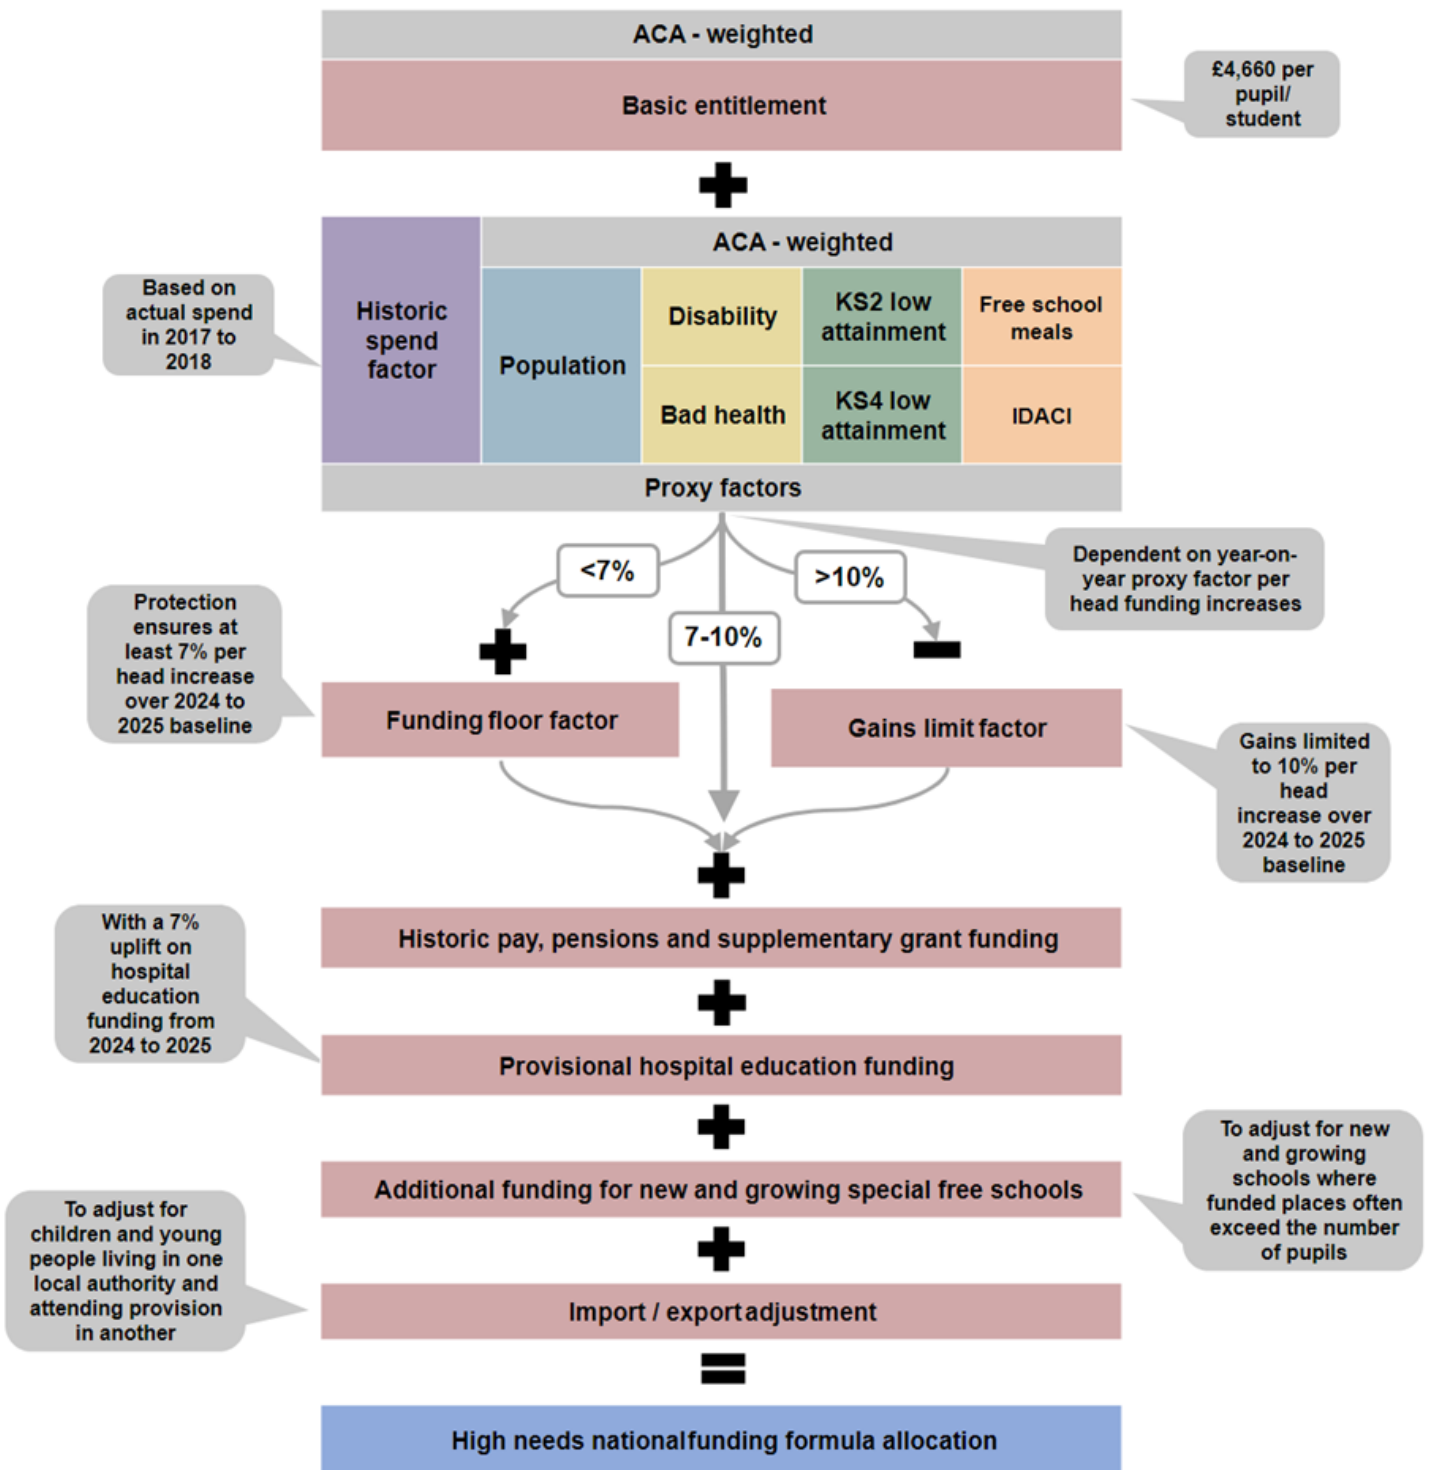 ACA - weighted
Basic entitlement
£4,660 per
pupil/
student
ACA - weighted
Based on
actual spend
in 2017 to
2018
Historic
spend
factor
Population
Disability
Bad health
KS2 low
attainment
KS4 low
attainment
Free school
meals
IDACI
Proxy factors
<7%
7-10%
>10%
Dependent on year-on-
year proxy factor per
head funding increases
Protection
ensures at
least 7% per
head increase
over 2024 to
2025 baseline
Funding floor factor
Gains limit factor
Gains limited
to 10% per
head
increase over
2024 to 2025
baseline
Historic pay, pensions and supplementary grant funding
With a 7%
uplift on
hospital
education
funding from
2024 to 2025
Provisional hospital education funding
Additional funding for new and growing special free schools
To adjust for new
and growing
schools where
funded places often
exceed the number
of pupils
To adjust for
children and young
people living in one
local authority and
attending provision
in another
Import / export adjustment
High needs national funding formula allocation